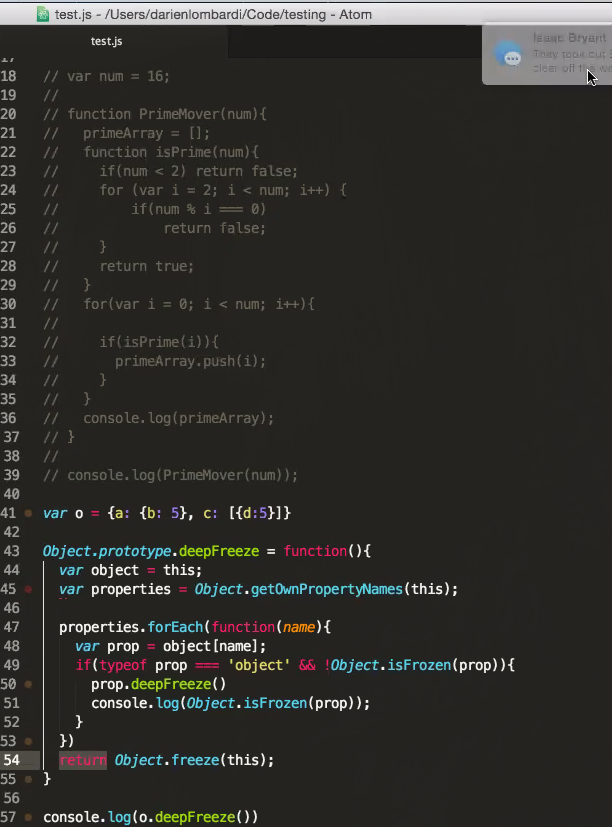 test.js - /Users/darienlombardi/Code/testing - Atom
test.js
Isaac Bryant
They took out
clear off the we
17
18 // var num = 16;
19 //
20 // function PrimeMover(num){
21 //   primeArray = [];
22 //   function isPrime(num){
23 //     if(num < 2) return false;
24 //     for (var i = 2; i < num; i++) {
25 //         if(num % i === 0)
26 //             return false;
27 //     }
28 //     return true;
29 //   }
30 //   for(var i = 0; i < num; i++){
31 //
32 //     if(isPrime(i)){
33 //       primeArray.push(i);
34 //     }
35 //   }
36 //   console.log(primeArray);
37 // }
38 //
39 // console.log(PrimeMover(num));
40
41 var o = {a: {b: 5}, c: [{d:5}]}
42
43 Object.prototype.deepFreeze = function(){
44   var object = this;
45   var properties = Object.getOwnPropertyNames(this);
46
47   properties.forEach(function(name){
48     var prop = object[name];
49     if(typeof prop === 'object' && !Object.isFrozen(prop)){
50       prop.deepFreeze()
51       console.log(Object.isFrozen(prop));
52     }
53   })
54   return Object.freeze(this);
55 }
56
57 console.log(o.deepFreeze())